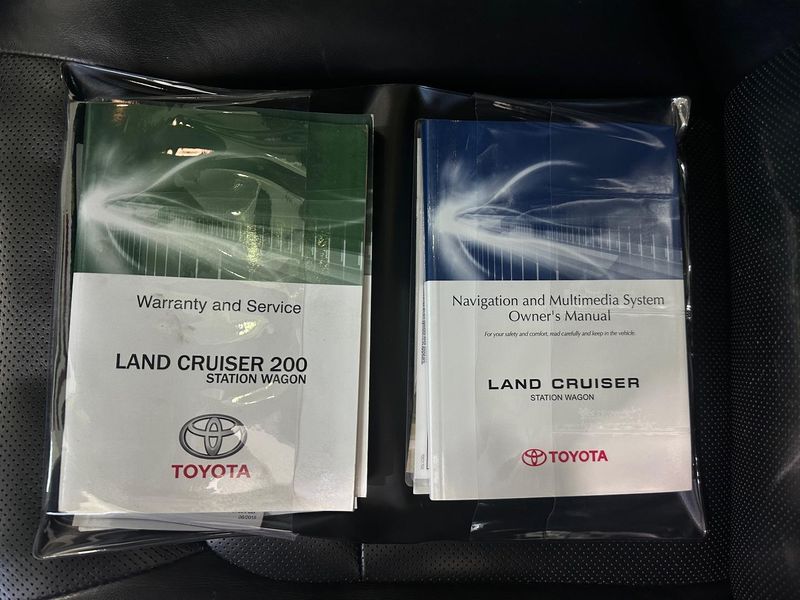 Warranty and Service
LAND CRUISER 200
STATION WAGON
TOYOTA
Navigation and Multimedia System
Owner's Manual
For your safety and comfort, read carefully and keep in the vehicle.
LAND CRUISER
STATION WAGON
TOYOTA